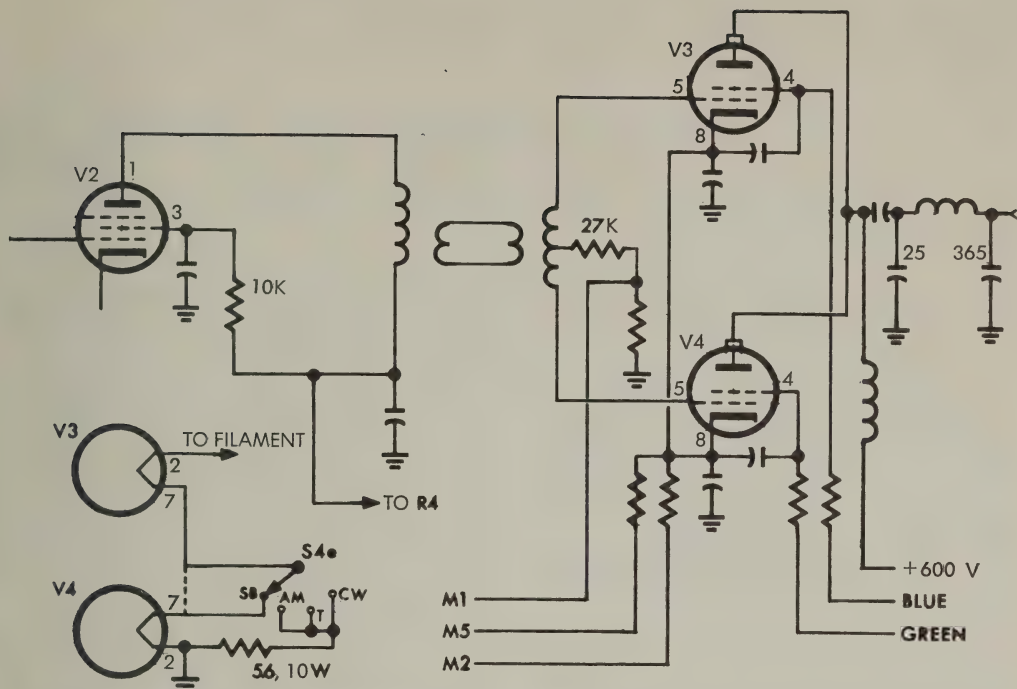 V3
5
4
8
V2
1
3
10K
27K
25
365
V4
5
4
8
V3
TO FILAMENT
2
7
TO R4
S4e
V4
7
SB
AM
T
CW
2
5.6, 10W
M1
M5
M2
+600 V
BLUE
GREEN